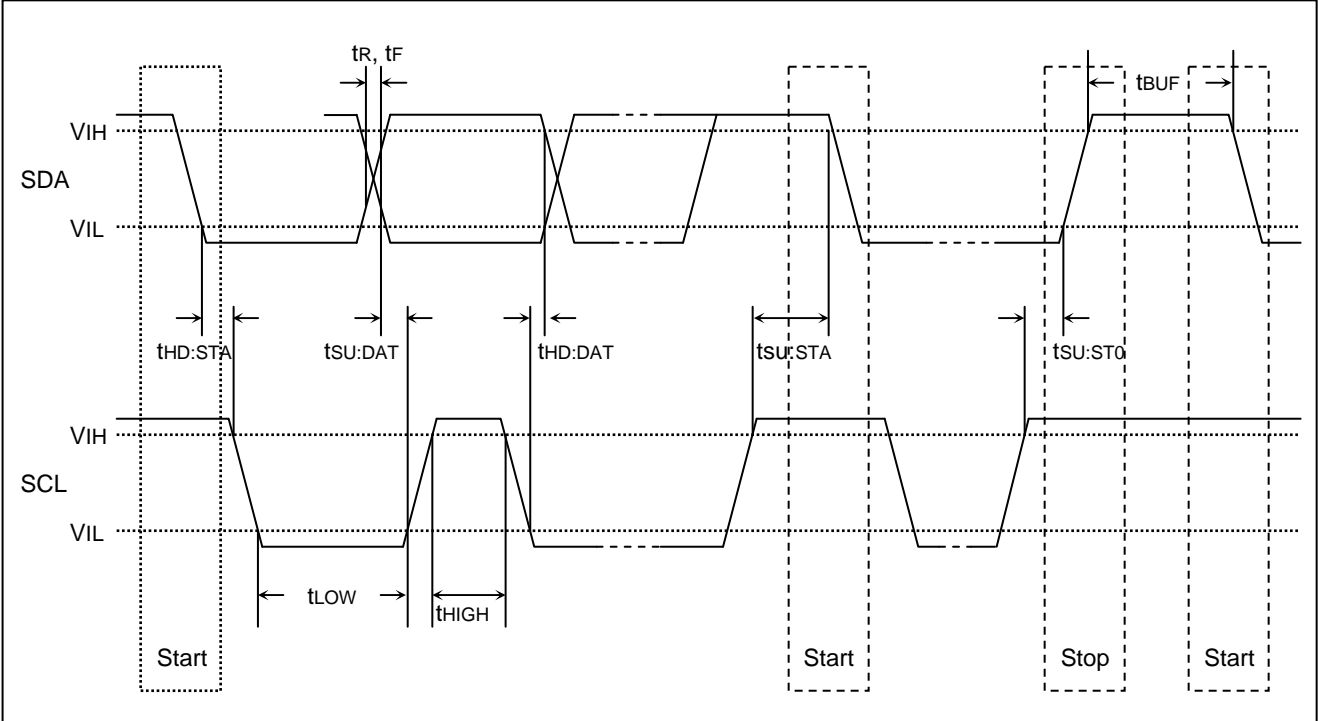 tR, tF
tBUF
VIH
SDA
VIL
tHD:STA
tSU:DAT
tHD:DAT
tsu:STA
tSU:ST0
VIH
SCL
VIL
tLOW
tHIGH
Start
Start
Stop
Start